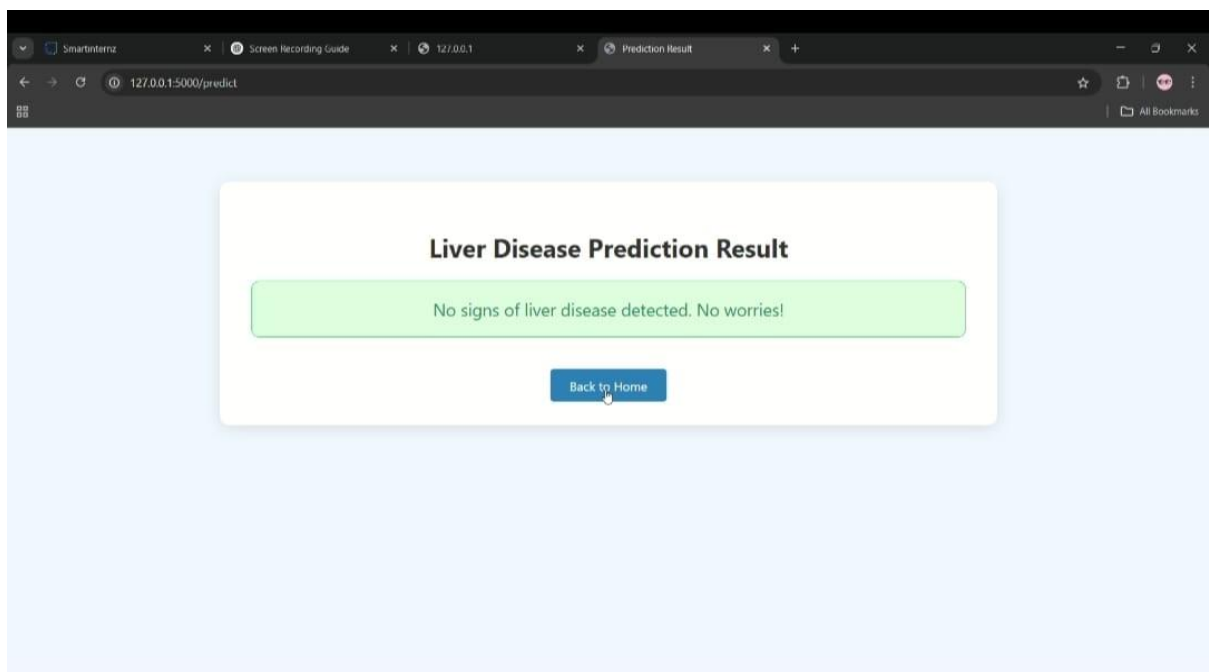 Smartinternz
Screen Recording Guide
127.0.0.1
Prediction Result
127.0.0.1:5000/predict
All Bookmarks
Liver Disease Prediction Result
No signs of liver disease detected. No worries!
Back to Home